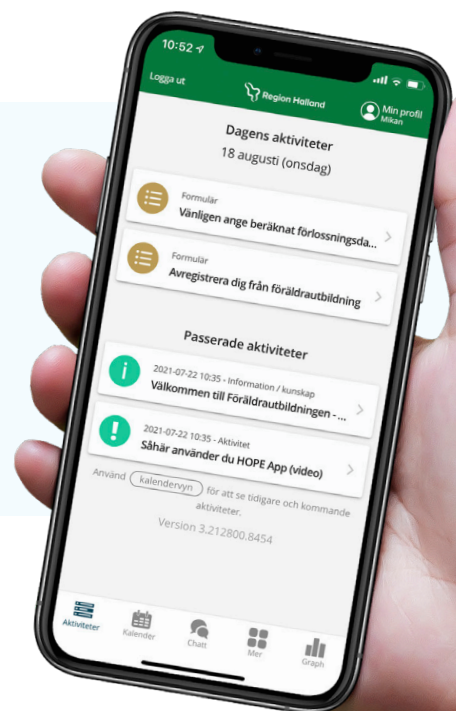 10:52
Logga ut
Region Halland
Min profil
Mikan
Dagens aktiviteter
18 augusti (onsdag)
Formulär
Vänligen ange beräknat förlossningsda...
Formulär
Avregistrera dig från föräldrautbildning
Passerade aktiviteter
2021-07-22 10:35 - Information / kunskap
Välkommen till Föräldrautbildningen - ...
2021-07-22 10:35 - Aktivitet
Såhär använder du HOPE App (video)
Använd kalendervyn för att se tidigare och kommande
aktiviteter.
Version 3.212800.8454
Aktiviteter
Kalender
Chatt
Mer
Graph